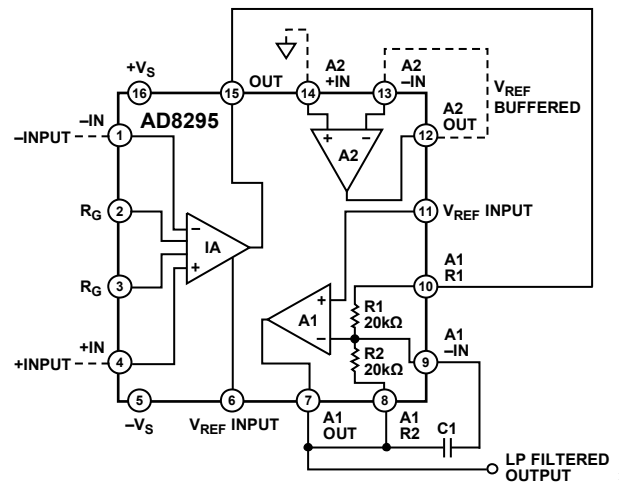 +VS
16
15
OUT
14
A2
+IN
13
A2
–IN
VREF
BUFFERED
AD8295
–IN
–INPUT
1
+
–
A2
12
A2
OUT
RG
2
–
IA
+
11
VREF INPUT
RG
3
+
A1
–
R1
20kΩ
10
A1
R1
R2
20kΩ
9
A1
–IN
+IN
+INPUT
4
5
–VS
6
VREF INPUT
7
A1
OUT
8
A1
R2
C1
LP FILTERED
OUTPUT